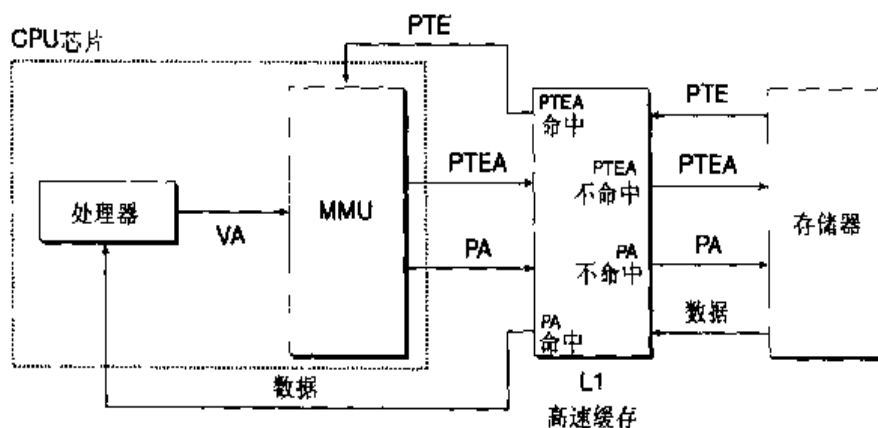 PTE
CPU芯片
PTEA
命中
PTE
PTEA
PTEA
不命中
PTEA
处理器
MMU
存储器
VA
PA
PA
不命中
PA
数据
PA
命中
数据
L1
高速缓存